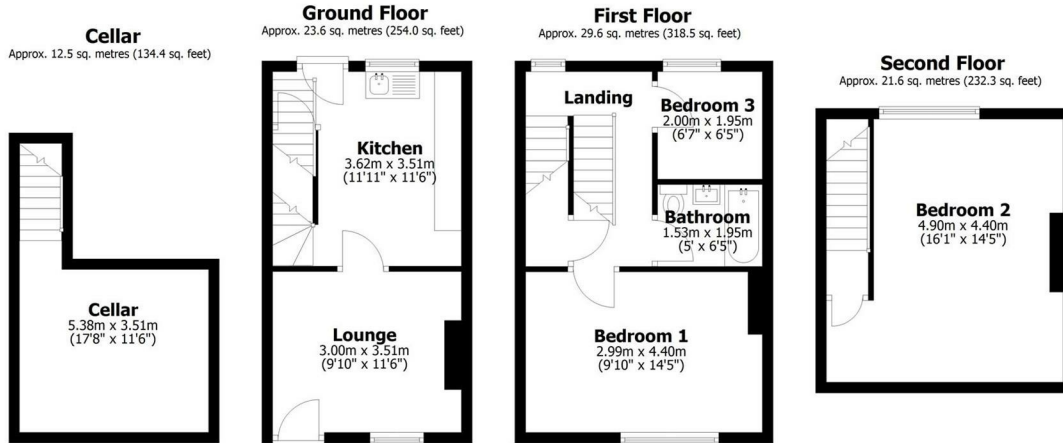 Cellar
Approx. 12.5 sq. metres (134.4 sq. feet)
Cellar
5.38m x 3.51m
(17'8" x 11'6")
Ground Floor
Approx. 23.6 sq. metres (254.0 sq. feet)
Kitchen
3.62m x 3.51m
(11'11" x 11'6")
Lounge
3.00m x 3.51m
(9'10" x 11'6")
First Floor
Approx. 29.6 sq. metres (318.5 sq. feet)
Landing
Bedroom 3
2.00m x 1.95m
(6'7" x 6'5")
Bathroom
1.53m x 1.95m
(5' x 6'5")
Bedroom 1
2.99m x 4.40m
(9'10" x 14'5")
Second Floor
Approx. 21.6 sq. metres (232.3 sq. feet)
Bedroom 2
4.90m x 4.40m
(16'1" x 14'5")